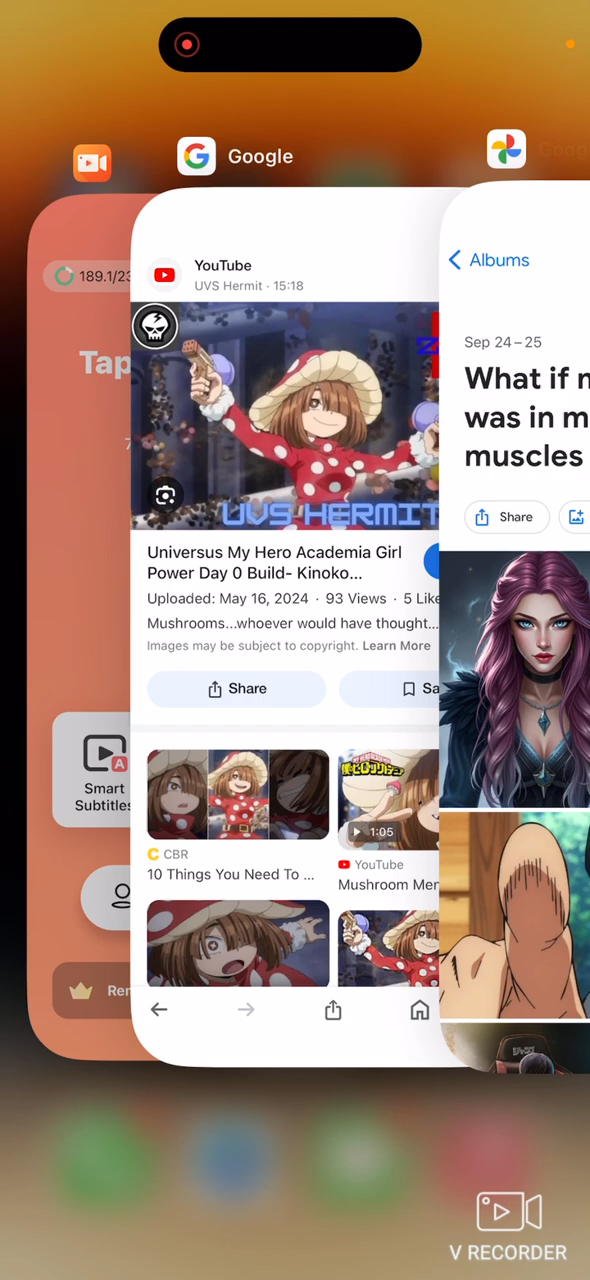 Google
189.1/23
YouTube
UVS Hermit · 15:18
Albums
Sep 24 – 25
What if
was in
muscles
Share
Tap
UVS HERMIT
Universus My Hero Academia Girl
Power Day 0 Build- Kinoko...
Uploaded: May 16, 2024 · 93 Views · 5 Like
Mushrooms...whoever would have thought...
Images may be subject to copyright. Learn More
Share
Sa
Smart
Subtitles
A
1:05
CBR
10 Things You Need To ...
YouTube
Mushroom Mer
Rer
V RECORDER